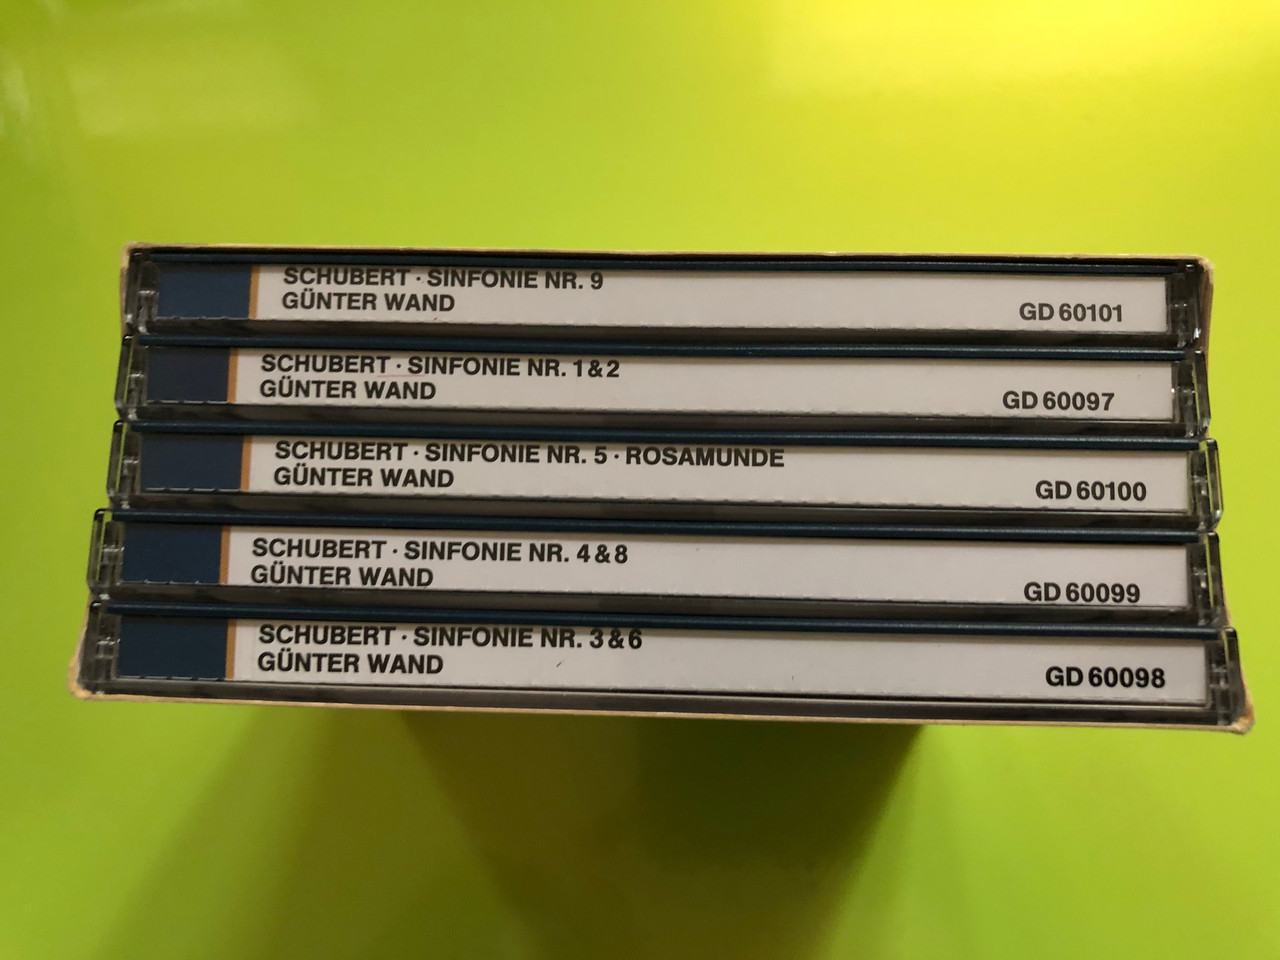 SCHUBERT · SINFONIE NR. 9
GÜNTER WAND
GD 60101
SCHUBERT · SINFONIE NR. 1 & 2
GÜNTER WAND
GD 60097
SCHUBERT · SINFONIE NR. 5 · ROSAMUNDE
GÜNTER WAND
GD 60100
SCHUBERT · SINFONIE NR. 4 & 8
GÜNTER WAND
GD 60099
SCHUBERT · SINFONIE NR. 3 & 6
GÜNTER WAND
GD 60098